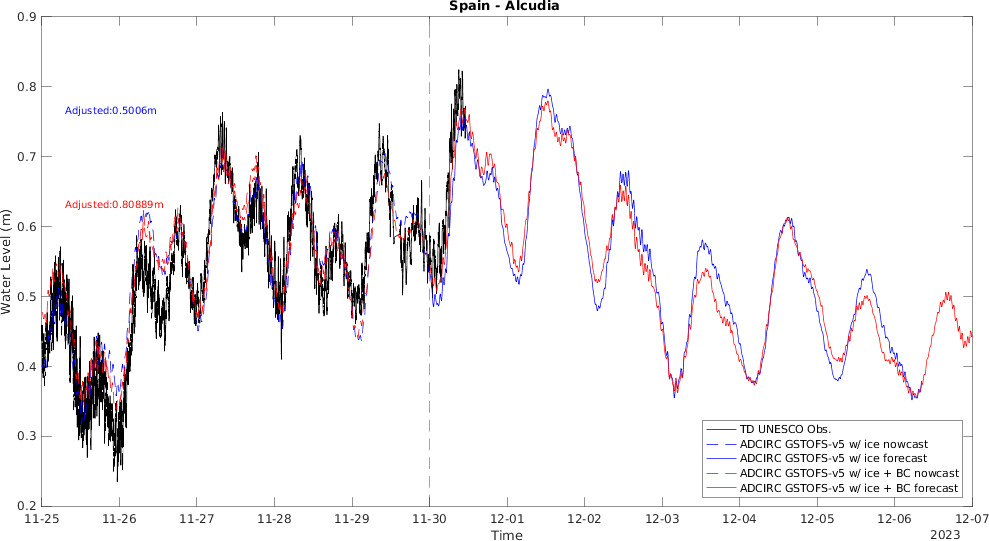 Spain - Alcudia
0.9
0.8
0.7
0.6
0.5
0.4
0.3
0.2
Water Level (m)
Adjusted:0.5006m
Adjusted:0.80889m
TD UNESCO Obs.
ADCIRC GSTOFS-v5 w/ ice nowcast
ADCIRC GSTOFS-v5 w/ ice forecast
ADCIRC GSTOFS-v5 w/ ice + BC nowcast
ADCIRC GSTOFS-v5 w/ ice + BC forecast
11-25 11-26 11-27 11-28 11-29 11-30 12-01 12-02 12-03 12-04 12-05 12-06 12-07
Time
2023